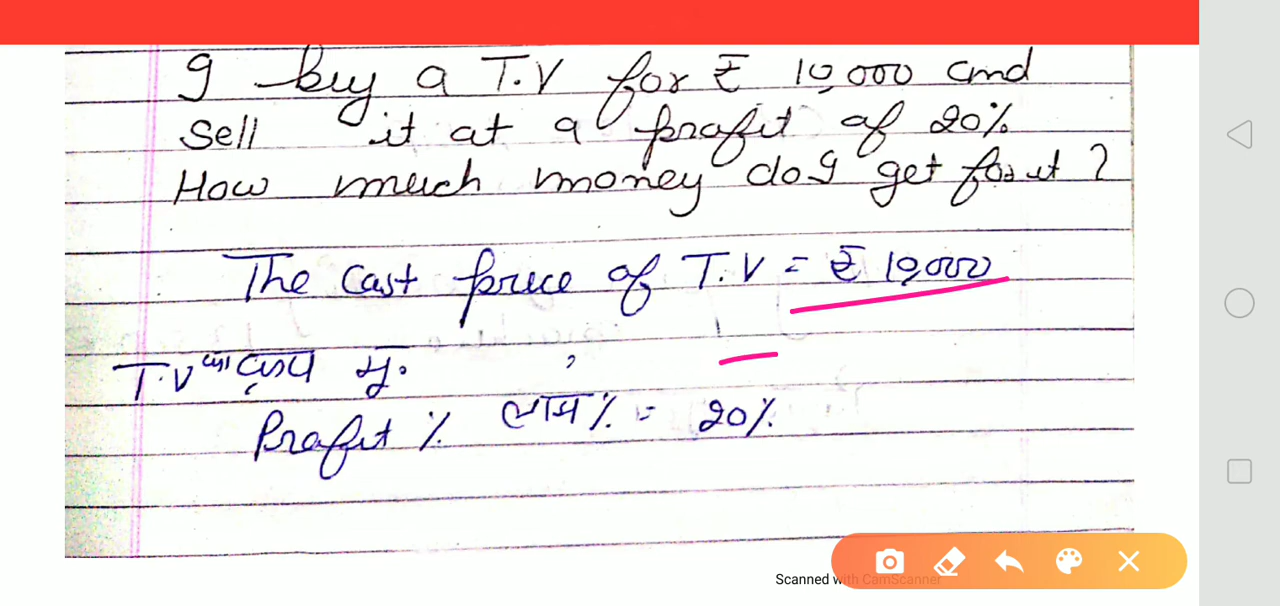 I buy a T.V for ₹ 10,000 and
Sell it at a profit of 20%
How much money do I get for it ?
The Cast price of T.V = ₹ 10,000
T.V का क्रय मू.
Profit % लाभ % = 20%
Scanned with CamScanner